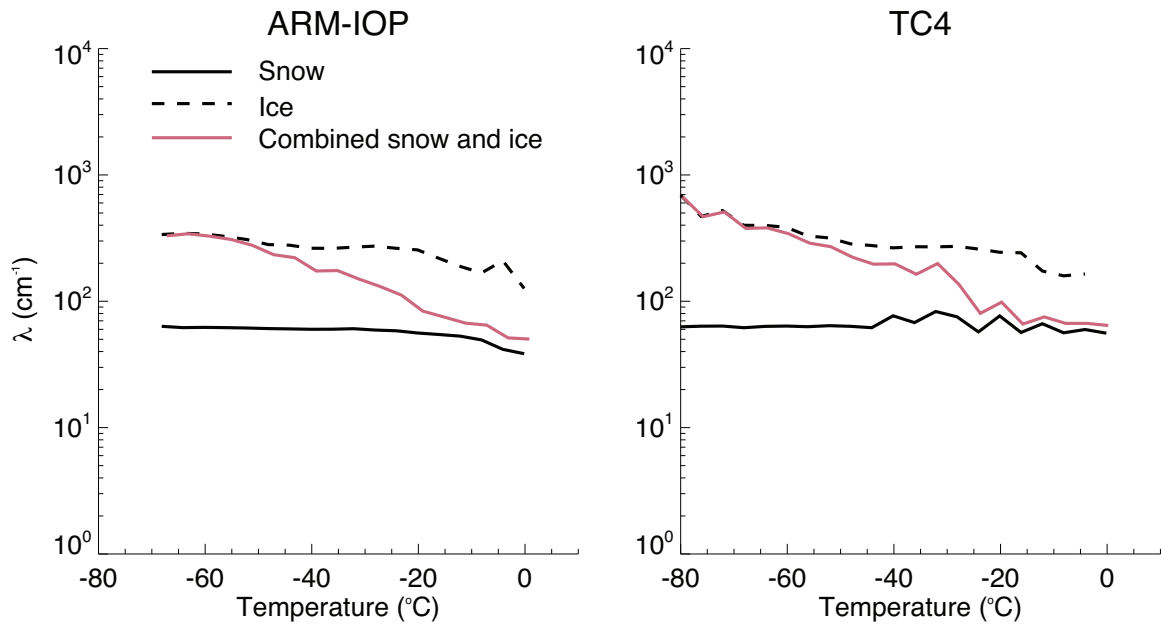 ARM-IOP
TC4
Snow
Ice
Combined snow and ice
10⁴
10³
10²
10¹
10⁰
λ (cm⁻¹)
-80 -60 -40 -20 0
Temperature (°C)
10⁴
10³
10²
10¹
10⁰
-80 -60 -40 -20 0
Temperature (°C)